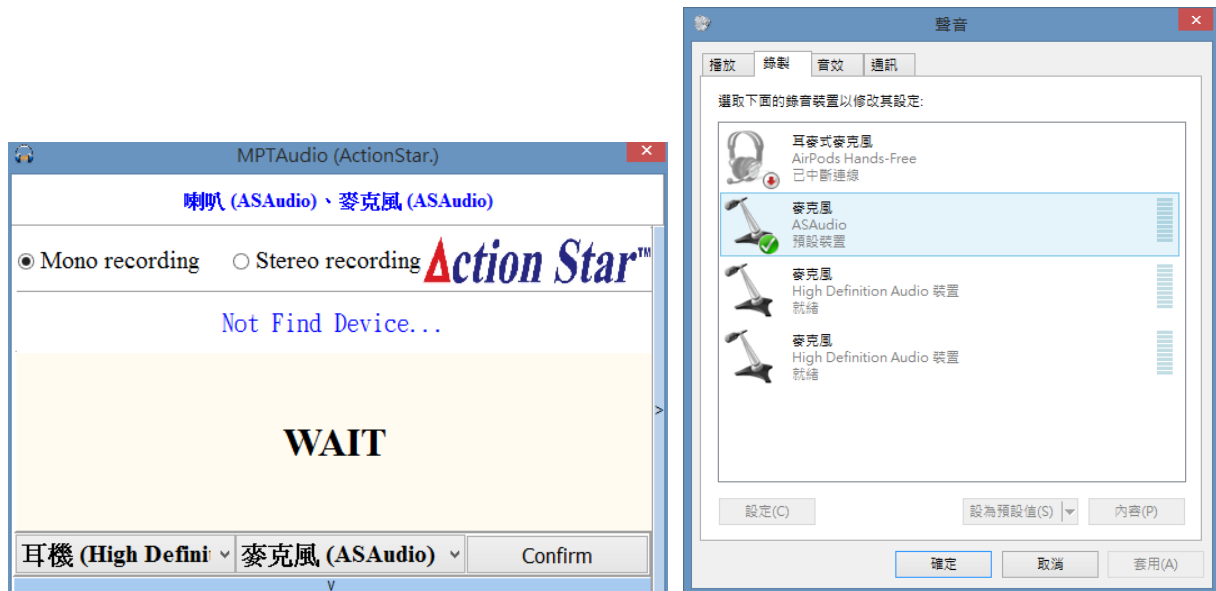 MPTAudio (ActionStar.)
喇叭 (ASAudio)、麥克風 (ASAudio)
Mono recording
Stereo recording
Action Star™
Not Find Device...
WAIT
>
耳機 (High Defini
麥克風 (ASAudio)
Confirm
v
聲音
播放
錄製
音效
通訊
選取下面的錄音裝置以修改其設定:
耳麥式麥克風
AirPods Hands-Free
已中斷連線
麥克風
ASAudio
預設裝置
麥克風
High Definition Audio 裝置
就緒
麥克風
High Definition Audio 裝置
就緒
設定(C)
設為預設值(S)
內容(P)
確定
取消
套用(A)